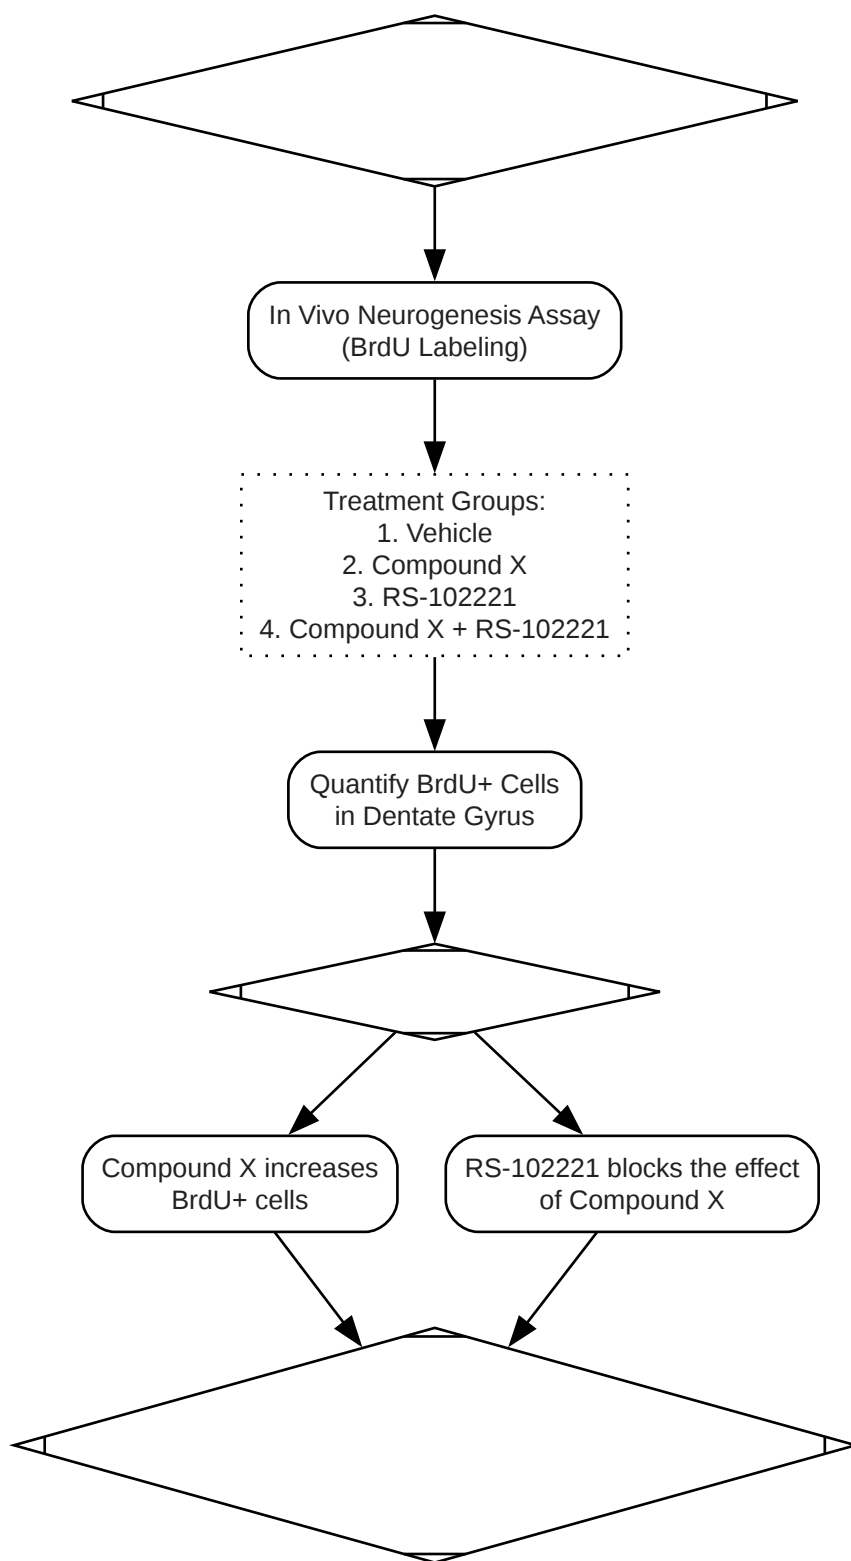 In Vivo Neurogenesis Assay
(BrdU Labeling)
Treatment Groups:
1. Vehicle
2. Compound X
3. RS-102221
4. Compound X + RS-102221
Quantify BrdU+ Cells
in Dentate Gyrus
Compound X increases
BrdU+ cells
RS-102221 blocks the effect
of Compound X